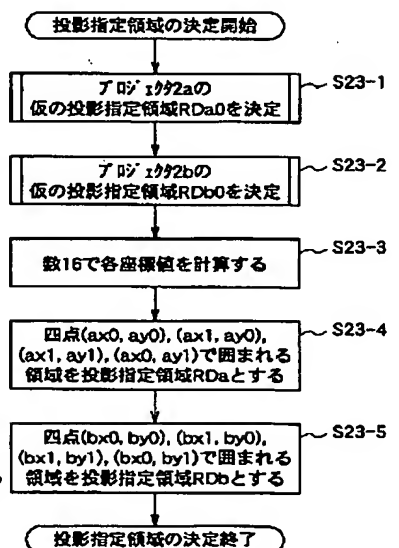 投影指定領域の決定開始
プロジェクタ2aの
仮の投影指定領域RDa0を決定
S23-1
プロジェクタ2bの
仮の投影指定領域RDb0を決定
S23-2
数16で各座標値を計算する
S23-3
四点(ax0, ay0), (ax1, ay0),
(ax1, ay1), (ax0, ay1)で囲まれる
領域を投影指定領域RDaとする
S23-4
四点(bx0, by0), (bx1, by0),
(bx1, by1), (bx0, by1)で囲まれる
領域を投影指定領域RDbとする
S23-5
投影指定領域の決定終了